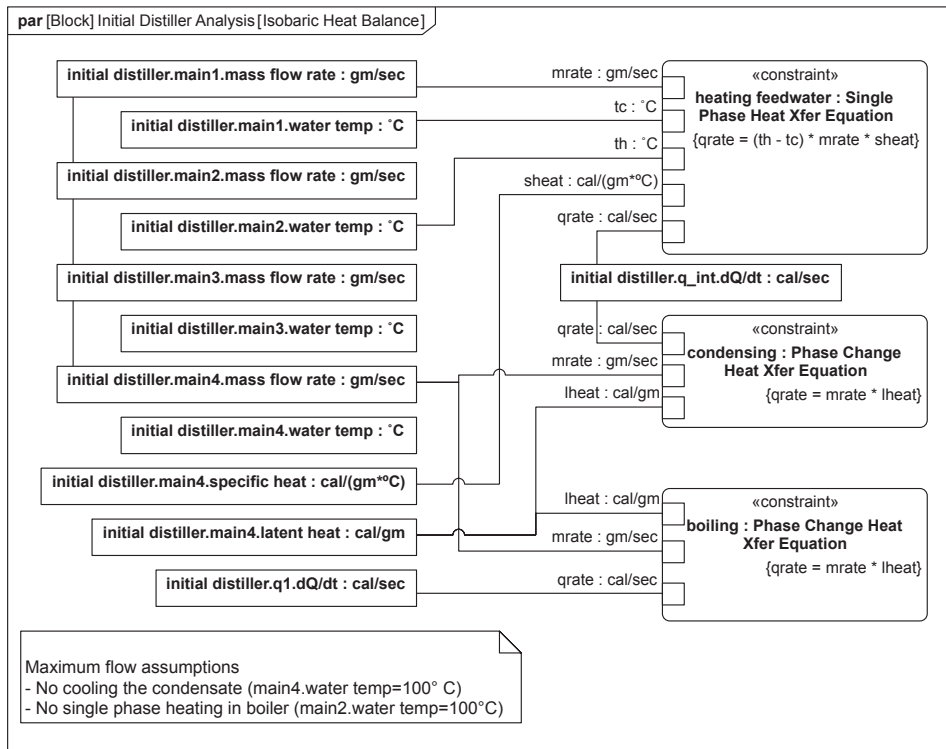 par [Block] Initial Distiller Analysis [Isobaric Heat Balance]
initial distiller.main1.mass flow rate : gm/sec
initial distiller.main1.water temp : ˚C
initial distiller.main2.mass flow rate : gm/sec
initial distiller.main2.water temp : ˚C
initial distiller.main3.mass flow rate : gm/sec
initial distiller.main3.water temp : ˚C
initial distiller.main4.mass flow rate : gm/sec
initial distiller.main4.water temp : ˚C
initial distiller.main4.specific heat : cal/(gm*ºC)
initial distiller.main4.latent heat : cal/gm
initial distiller.q1.dQ/dt : cal/sec
mrate : gm/sec
tc : ˚C
th : ˚C
sheat : cal/(gm*ºC)
qrate : cal/sec
«constraint»
heating feedwater : Single
Phase Heat Xfer Equation
{qrate = (th - tc) * mrate * sheat}
initial distiller.q_int.dQ/dt : cal/sec
qrate : cal/sec
mrate : gm/sec
lheat : cal/gm
«constraint»
condensing : Phase Change
Heat Xfer Equation
{qrate = mrate * lheat}
lheat : cal/gm
mrate : gm/sec
qrate : cal/sec
«constraint»
boiling : Phase Change Heat
Xfer Equation
{qrate = mrate * lheat}
Maximum flow assumptions
- No cooling the condensate (main4.water temp=100° C)
- No single phase heating in boiler (main2.water temp=100°C)